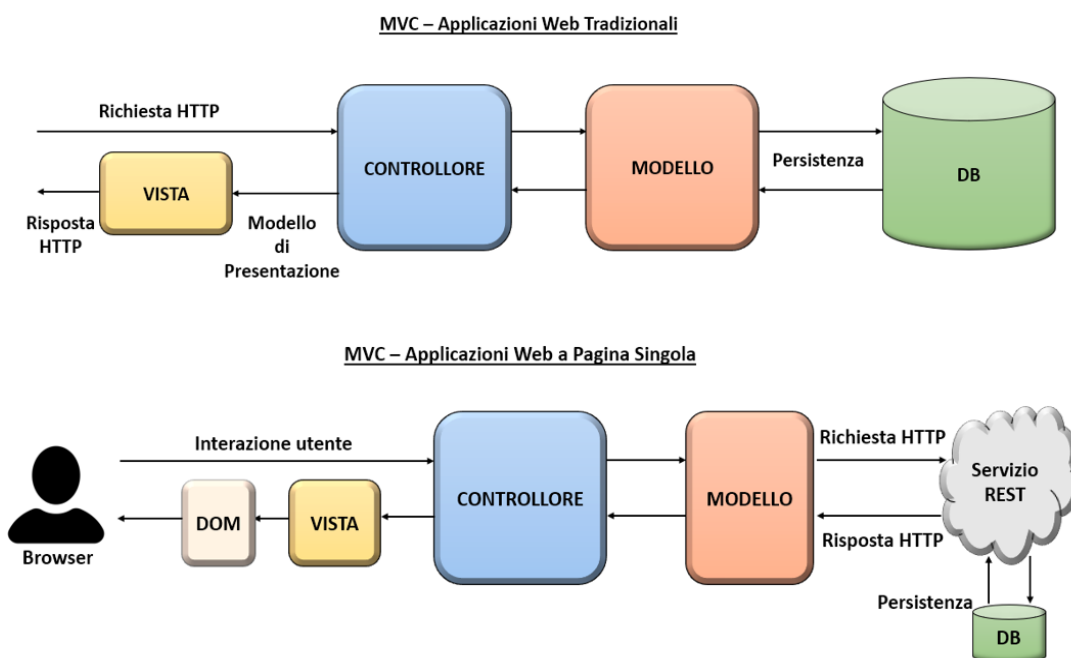 MVC – Applicazioni Web Tradizionali
Richiesta HTTP
CONTROLLORE
MODELLO
Persistenza
DB
VISTA
Risposta
HTTP
Modello
di
Presentazione
MVC – Applicazioni Web a Pagina Singola
Interazione utente
CONTROLLORE
MODELLO
Richiesta HTTP
Servizio
REST
DOM
VISTA
Risposta HTTP
Browser
Persistenza
DB